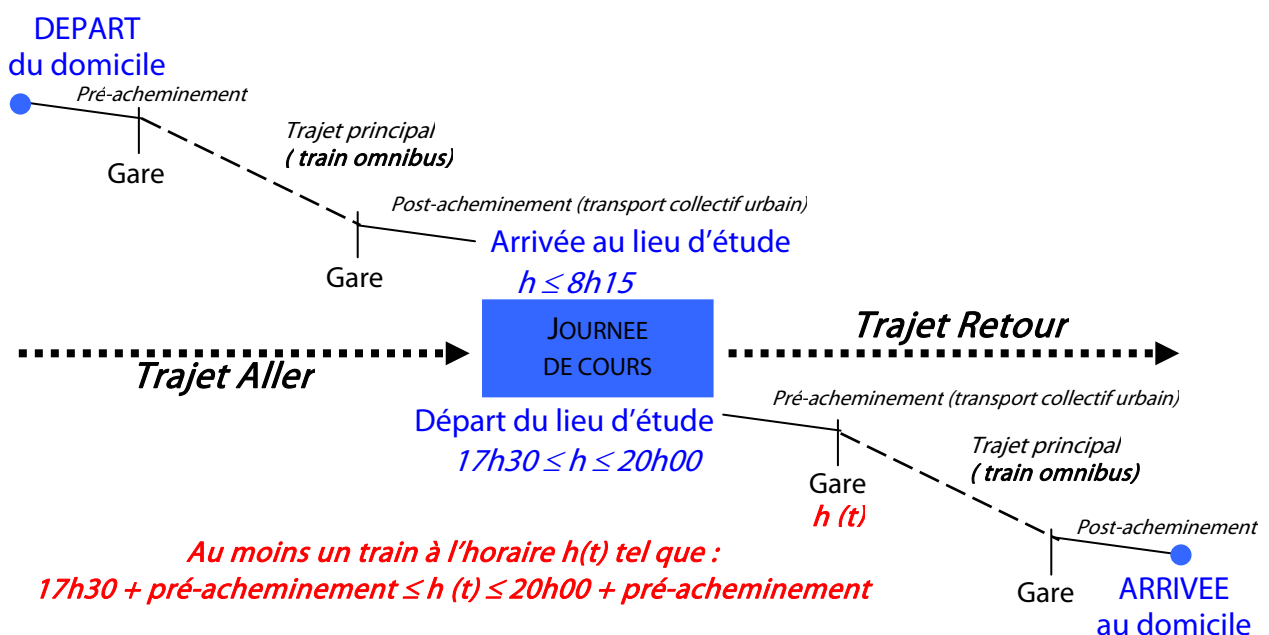 DEPART
du domicile
Pré-acheminement
Gare
Trajet principal
( train omnibus)
Gare
Post-acheminement (transport collectif urbain)
Arrivée au lieu d'étude
h ≤ 8h15
Trajet Aller
JOURNEE
DE COURS
Trajet Retour
Départ du lieu d'étude
17h30 ≤ h ≤ 20h00
Pré-acheminement (transport collectif urbain)
Gare
h (t)
Trajet principal
( train omnibus)
Post-acheminement
Gare
ARRIVEE
au domicile
Au moins un train à l'horaire h(t) tel que :
17h30 + pré-acheminement ≤ h (t) ≤ 20h00 + pré-acheminement